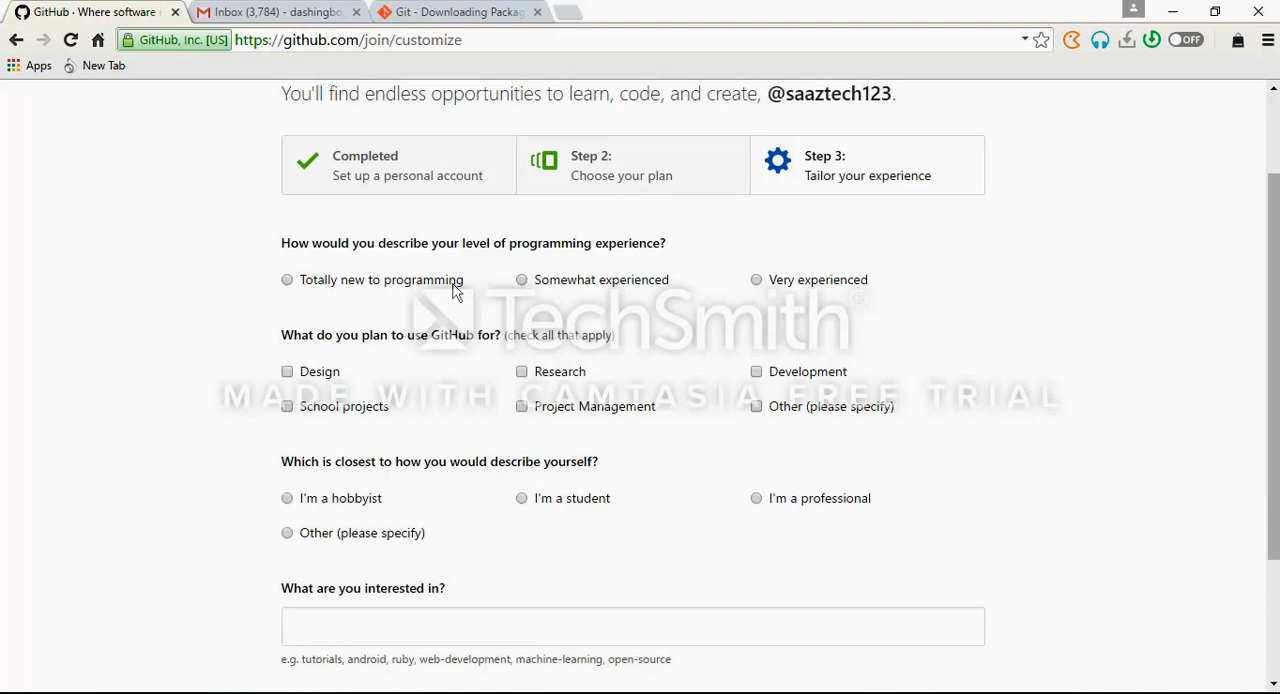 GitHub · Where software i
Inbox (3,784) - dashingbo
Git - Downloading Packag
GitHub, Inc. [US]
https://github.com/join/customize
OFF
Apps
New Tab
You'll find endless opportunities to learn, code, and create, @saaztech123.
Completed
Set up a personal account
Step 2:
Choose your plan
Step 3:
Tailor your experience
How would you describe your level of programming experience?
Totally new to programming
Somewhat experienced
Very experienced
TechSmith®
What do you plan to use GitHub for? (check all that apply)
Design
Research
Development
MADE WITH CAMTASIA FREE TRIAL
School projects
Project Management
Other (please specify)
Which is closest to how you would describe yourself?
I'm a hobbyist
I'm a student
I'm a professional
Other (please specify)
What are you interested in?
e.g. tutorials, android, ruby, web-development, machine-learning, open-source